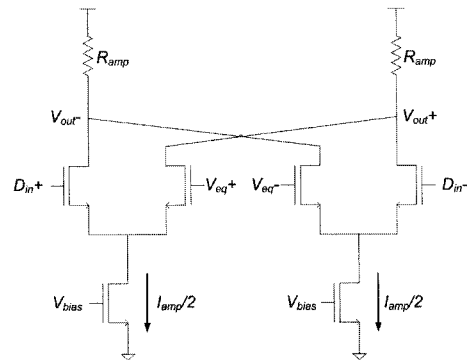 R_amp R_amp
V_out- V_out+
D_in+ V_eq+ V_eq- D_in-
V_bias I_amp/2 V_bias I_amp/2